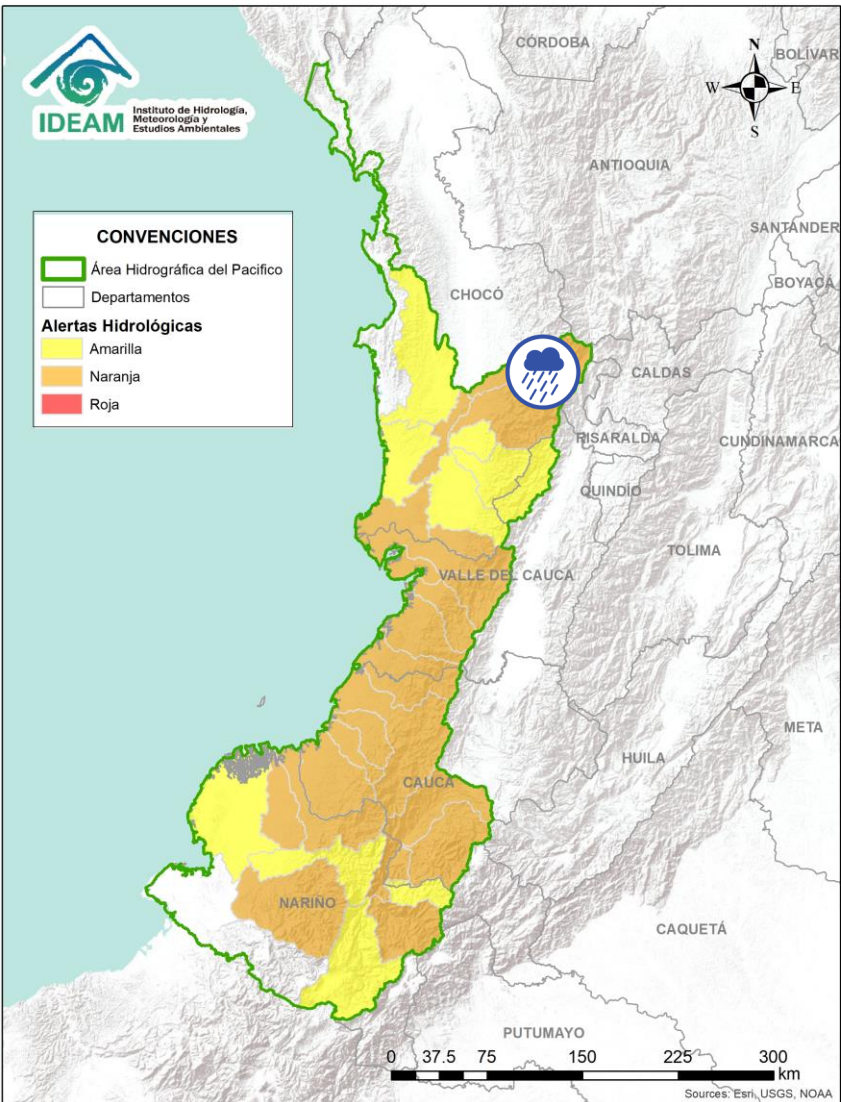 IDEAM
Instituto de Hidrología,
Meteorología y
Estudios Ambientales
N
W
E
S
CÓRDOBA
BOLÍVAR
ANTIOQUIA
SANTANDER
BOYACÁ
CHOCÓ
CALDAS
RISARALDA
CUNDINAMARCA
QUINDÍO
TOLIMA
VALLE DEL CAUCA
META
HUILA
CAUCA
NARIÑO
CAQUETÁ
PUTUMAYO
CONVENCIONES
Área Hidrográfica del Pacifico
Departamentos
Alertas Hidrológicas
Amarilla
Naranja
Roja
0 37.5 75 150 225 300
km
Sources: Esri, USGS, NOAA